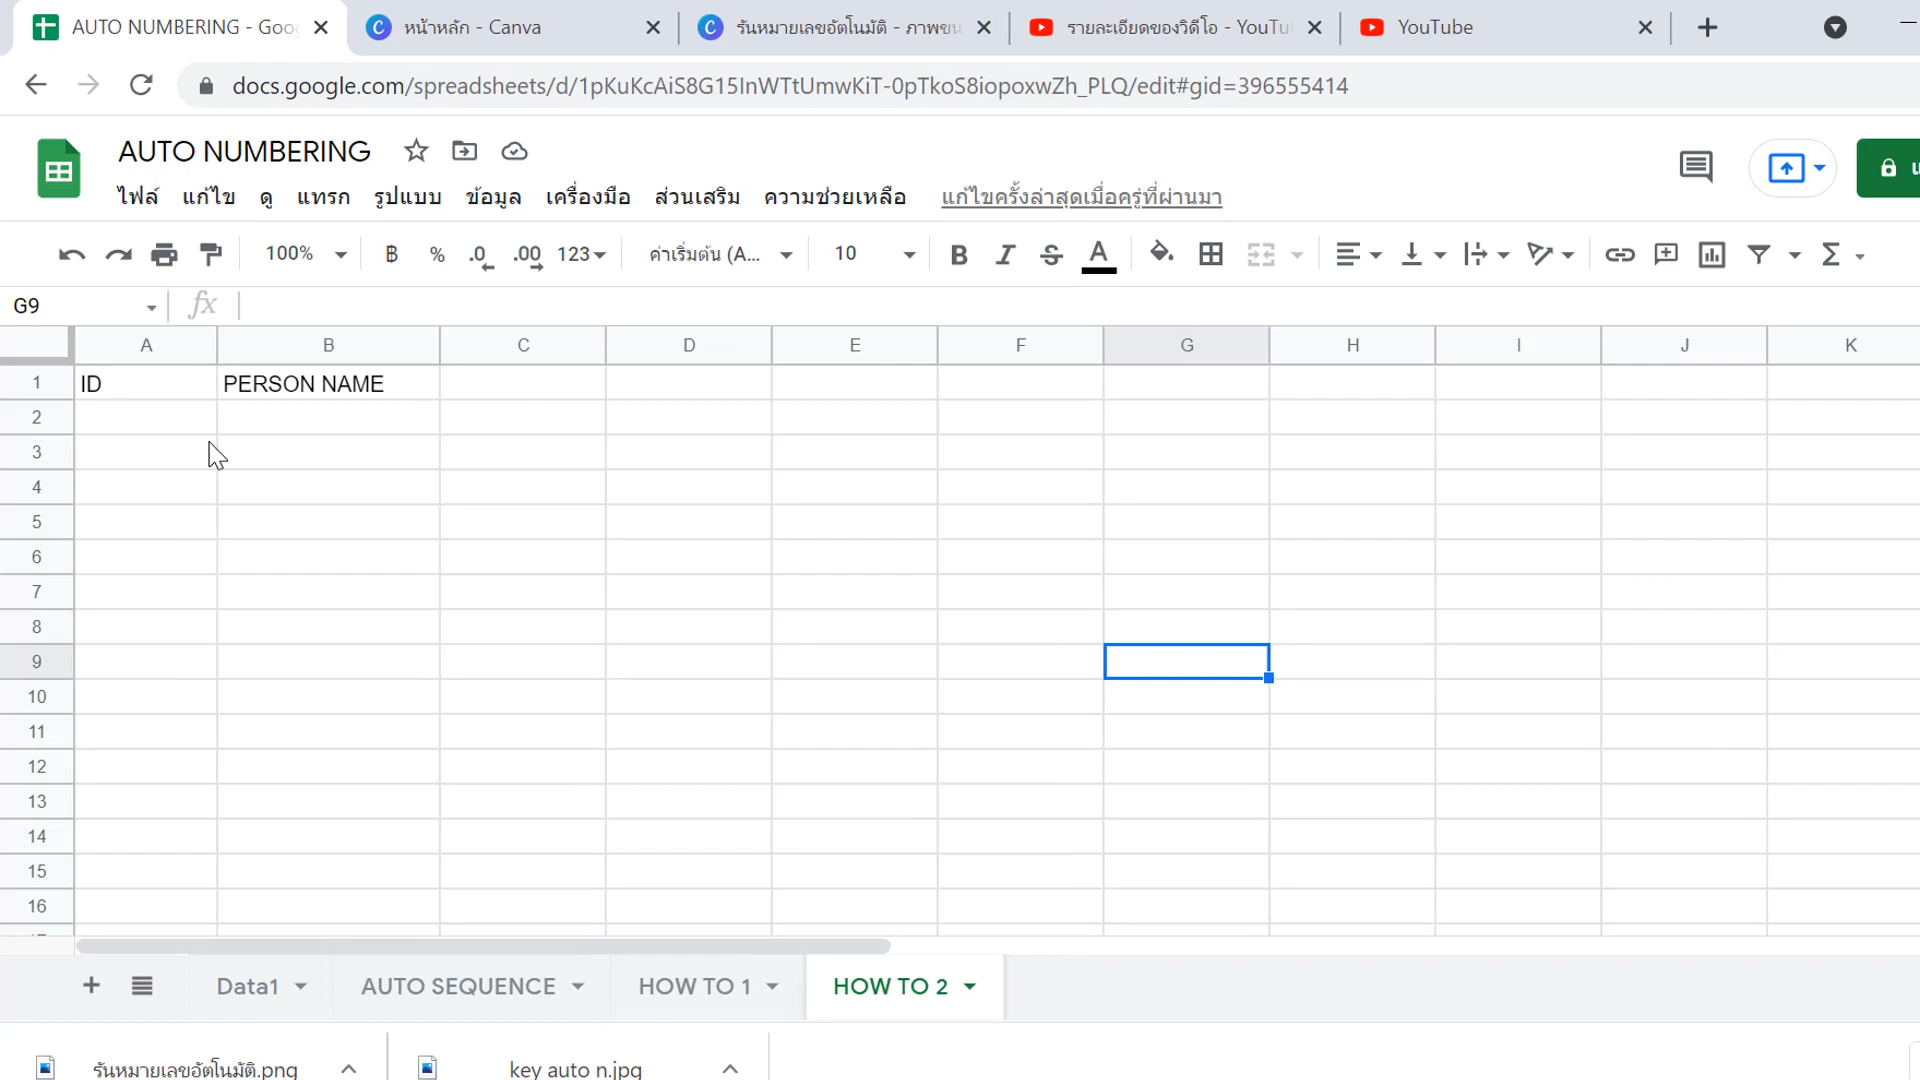 AUTO NUMBERING - Goo
หน้าหลัก - Canva
รันหมายเลขอัตโนมัติ - ภาพขน
รายละเอียดของวิดีโอ - YouTu
YouTube
docs.google.com/spreadsheets/d/1pKuKcAiS8G15InWTtUmwKiT-0pTkoS8iopoxwZh_PLQ/edit#gid=396555414
AUTO NUMBERING
ไฟล์ แก้ไข ดู แทรก รูปแบบ ข้อมูล เครื่องมือ ส่วนเสริม ความช่วยเหลือ แก้ไขครั้งล่าสุดเมื่อครู่ที่ผ่านมา
100% ฿ % .0 .00 123 ค่าเริ่มต้น (A... 10 B I S A Σ
G9 fx
A B C D E F G H I J K
1 ID PERSON NAME
2
3
4
5
6
7
8
9
10
11
12
13
14
15
16
Data1 AUTO SEQUENCE HOW TO 1 HOW TO 2
รันหมายเลขอัตโนมัติ.png key auto n.jpg